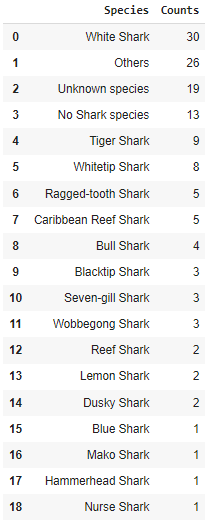 Species Counts
0 White Shark 30
1 Others 26
2 Unknown species 19
3 No Shark species 13
4 Tiger Shark 9
5 Whitetip Shark 8
6 Ragged-tooth Shark 5
7 Caribbean Reef Shark 5
8 Bull Shark 4
9 Blacktip Shark 3
10 Seven-gill Shark 3
11 Wobbegong Shark 3
12 Reef Shark 2
13 Lemon Shark 2
14 Dusky Shark 2
15 Blue Shark 1
16 Mako Shark 1
17 Hammerhead Shark 1
18 Nurse Shark 1